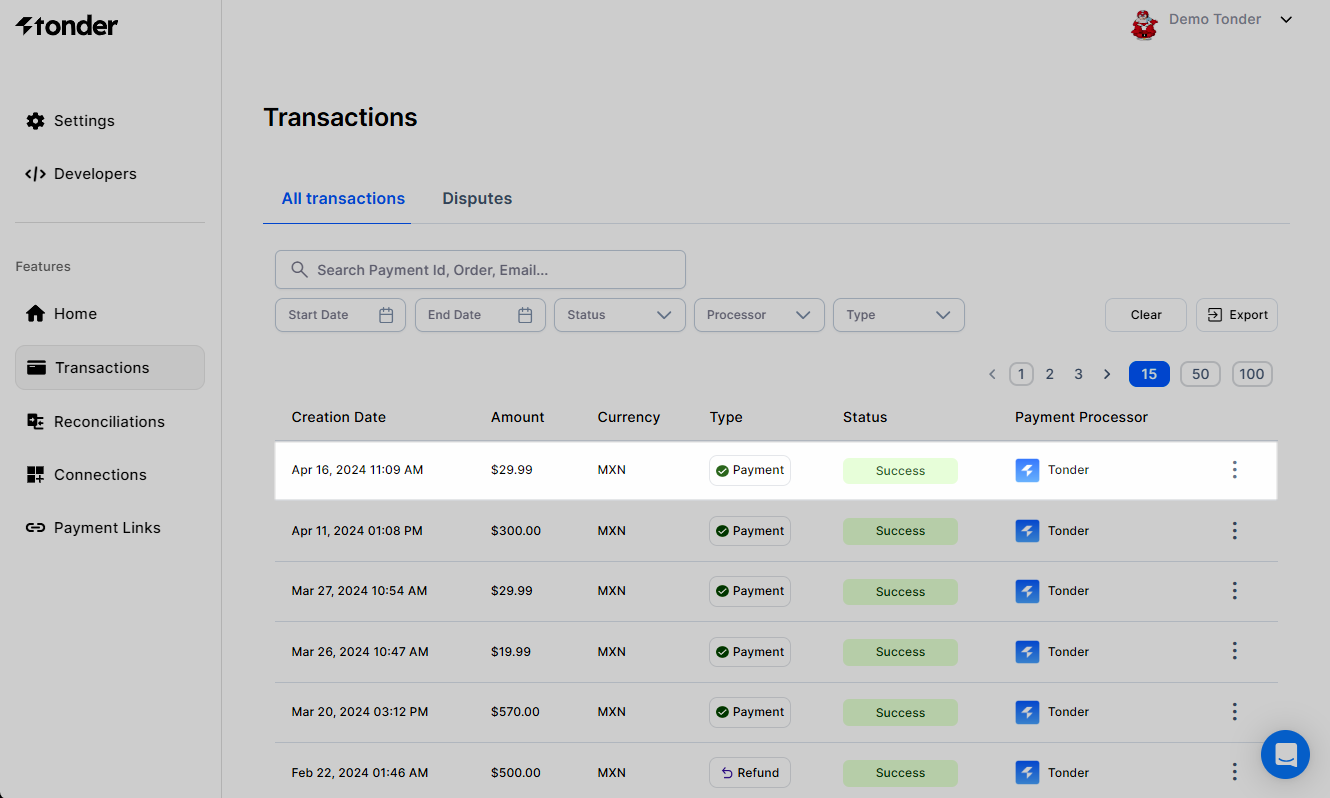 tonder
Demo Tonder
Settings
Developers
Features
Home
Transactions
Reconciliations
Connections
Payment Links
Transactions
All transactions Disputes
Search Payment Id, Order, Email...
Start Date End Date Status Processor Type Clear Export
1 2 3 15 50 100
Creation Date Amount Currency Type Status Payment Processor
Apr 16, 2024 11:09 AM $29.99 MXN Payment Success Tonder
Apr 11, 2024 01:08 PM $300.00 MXN Payment Success Tonder
Mar 27, 2024 10:54 AM $29.99 MXN Payment Success Tonder
Mar 26, 2024 10:47 AM $19.99 MXN Payment Success Tonder
Mar 20, 2024 03:12 PM $570.00 MXN Payment Success Tonder
Feb 22, 2024 01:46 AM $500.00 MXN Refund Success Tonder